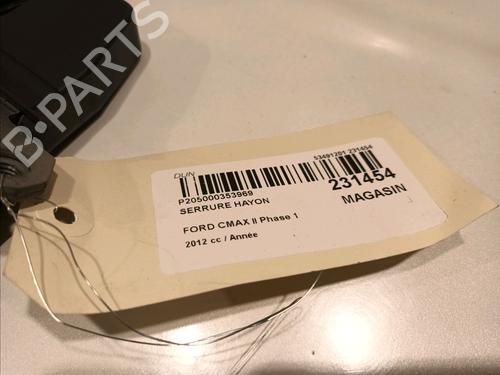 B-PARTS
DUN
53491201 231454
P205000353969
231454
SERRURE HAYON
MAGASIN
FORD CMAX II Phase 1
2012 cc / Année